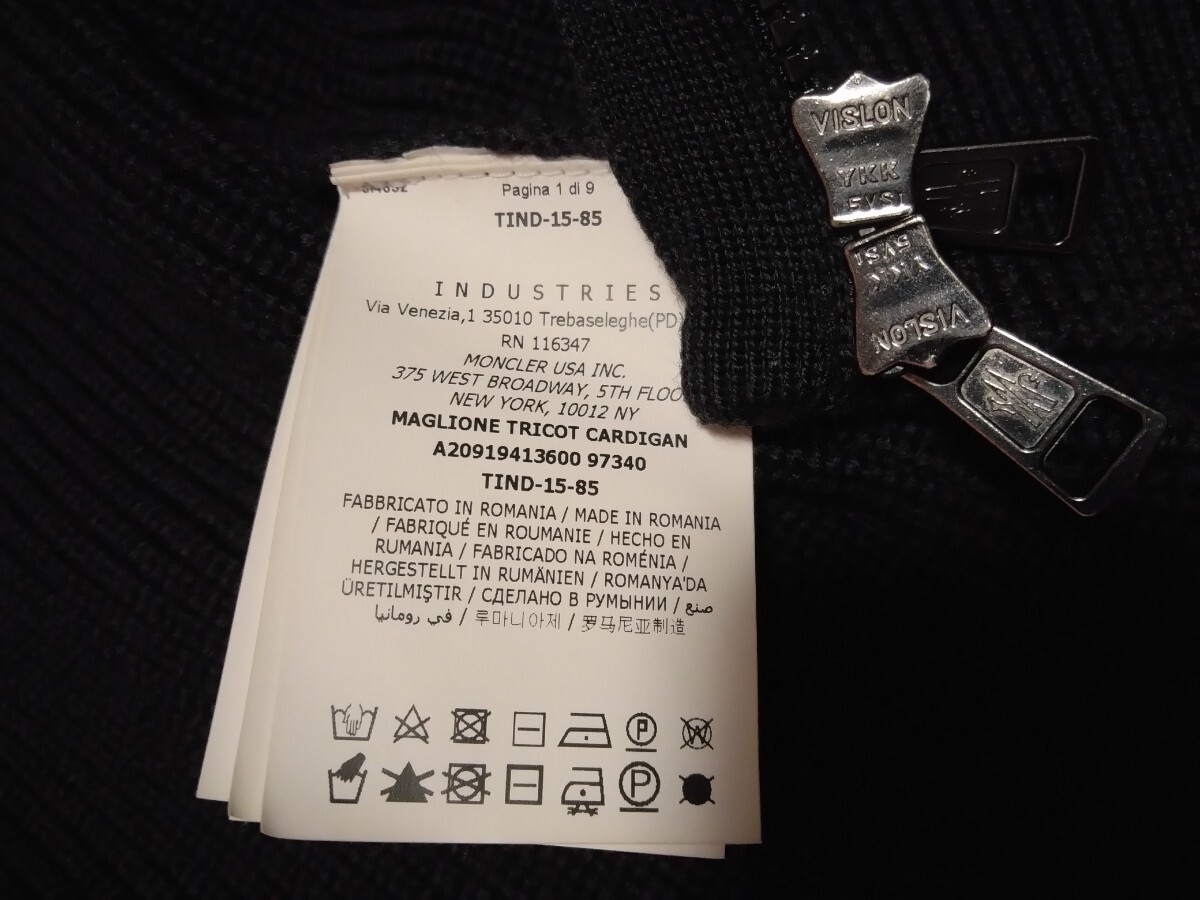 Pagina 1 di 9
TIND-15-85
INDUSTRIES
Via Venezia,1 35010 Trebaseleghe(PD)
RN 116347
MONCLER USA INC.
375 WEST BROADWAY, 5TH FLOO
NEW YORK, 10012 NY
MAGLIONE TRICOT CARDIGAN
A20919413600 97340
TIND-15-85
FABBRICATO IN ROMANIA / MADE IN ROMANIA
/ FABRIQUÉ EN ROUMANIE / HECHO EN
RUMANIA / FABRICADO NA ROMÉNIA /
HERGESTELLT IN RUMÄNIEN / ROMANYA'DA
ÜRETILMIŞTIR / СДЕЛАНО В РУМЫНИИ / صنع
في رومانيا / 루마니아제 / 罗马尼亚制造
P
W
P
VISLON
YKK
5VS1
5VS1
YKK
VISLON